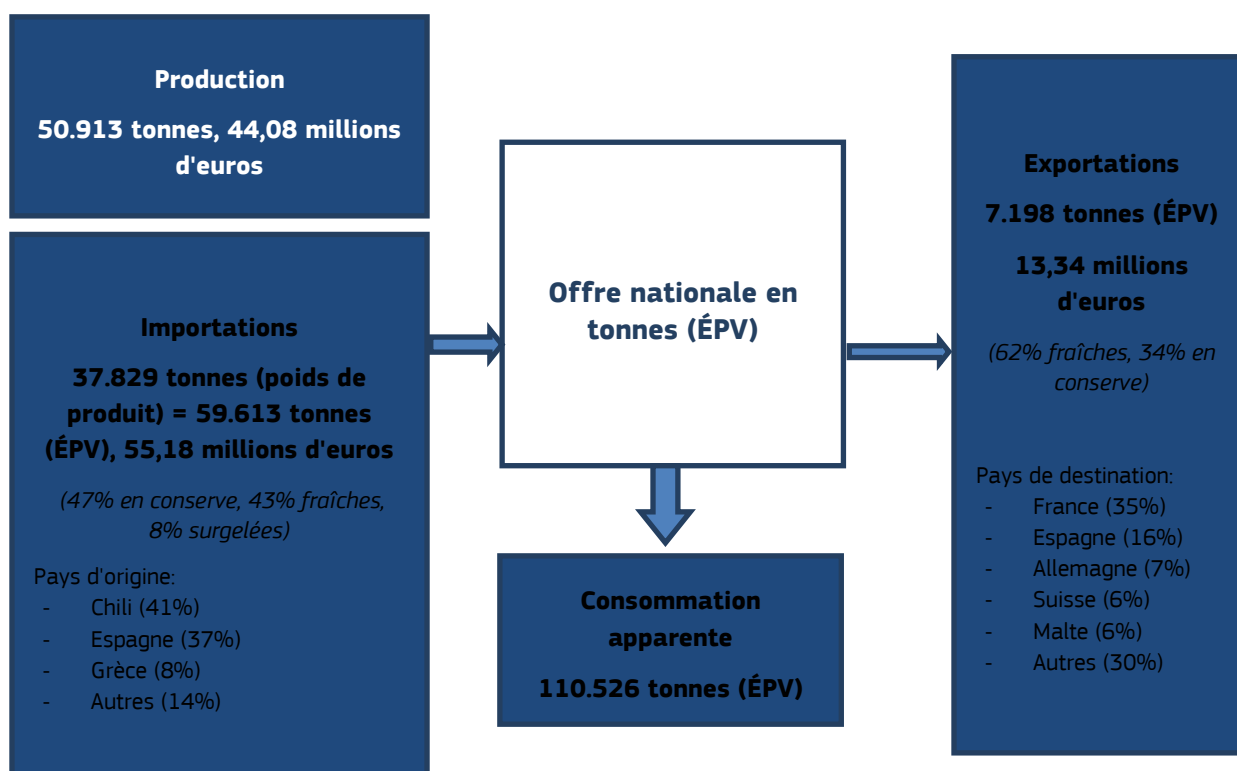 Production
50.913 tonnes, 44,08 millions
d'euros
Importations
37.829 tonnes (poids de
produit) = 59.613 tonnes
(ÉPV), 55,18 millions d'euros
(47% en conserve, 43% fraîches,
8% surgelées)
Pays d'origine:
- Chili (41%)
- Espagne (37%)
- Grèce (8%)
- Autres (14%)
Offre nationale en
tonnes (ÉPV)
Consommation
apparente
110.526 tonnes (ÉPV)
Exportations
7.198 tonnes (ÉPV)
13,34 millions
d'euros
(62% fraîches, 34% en
conserve)
Pays de destination:
- France (35%)
- Espagne (16%)
- Allemagne (7%)
- Suisse (6%)
- Malte (6%)
- Autres (30%)